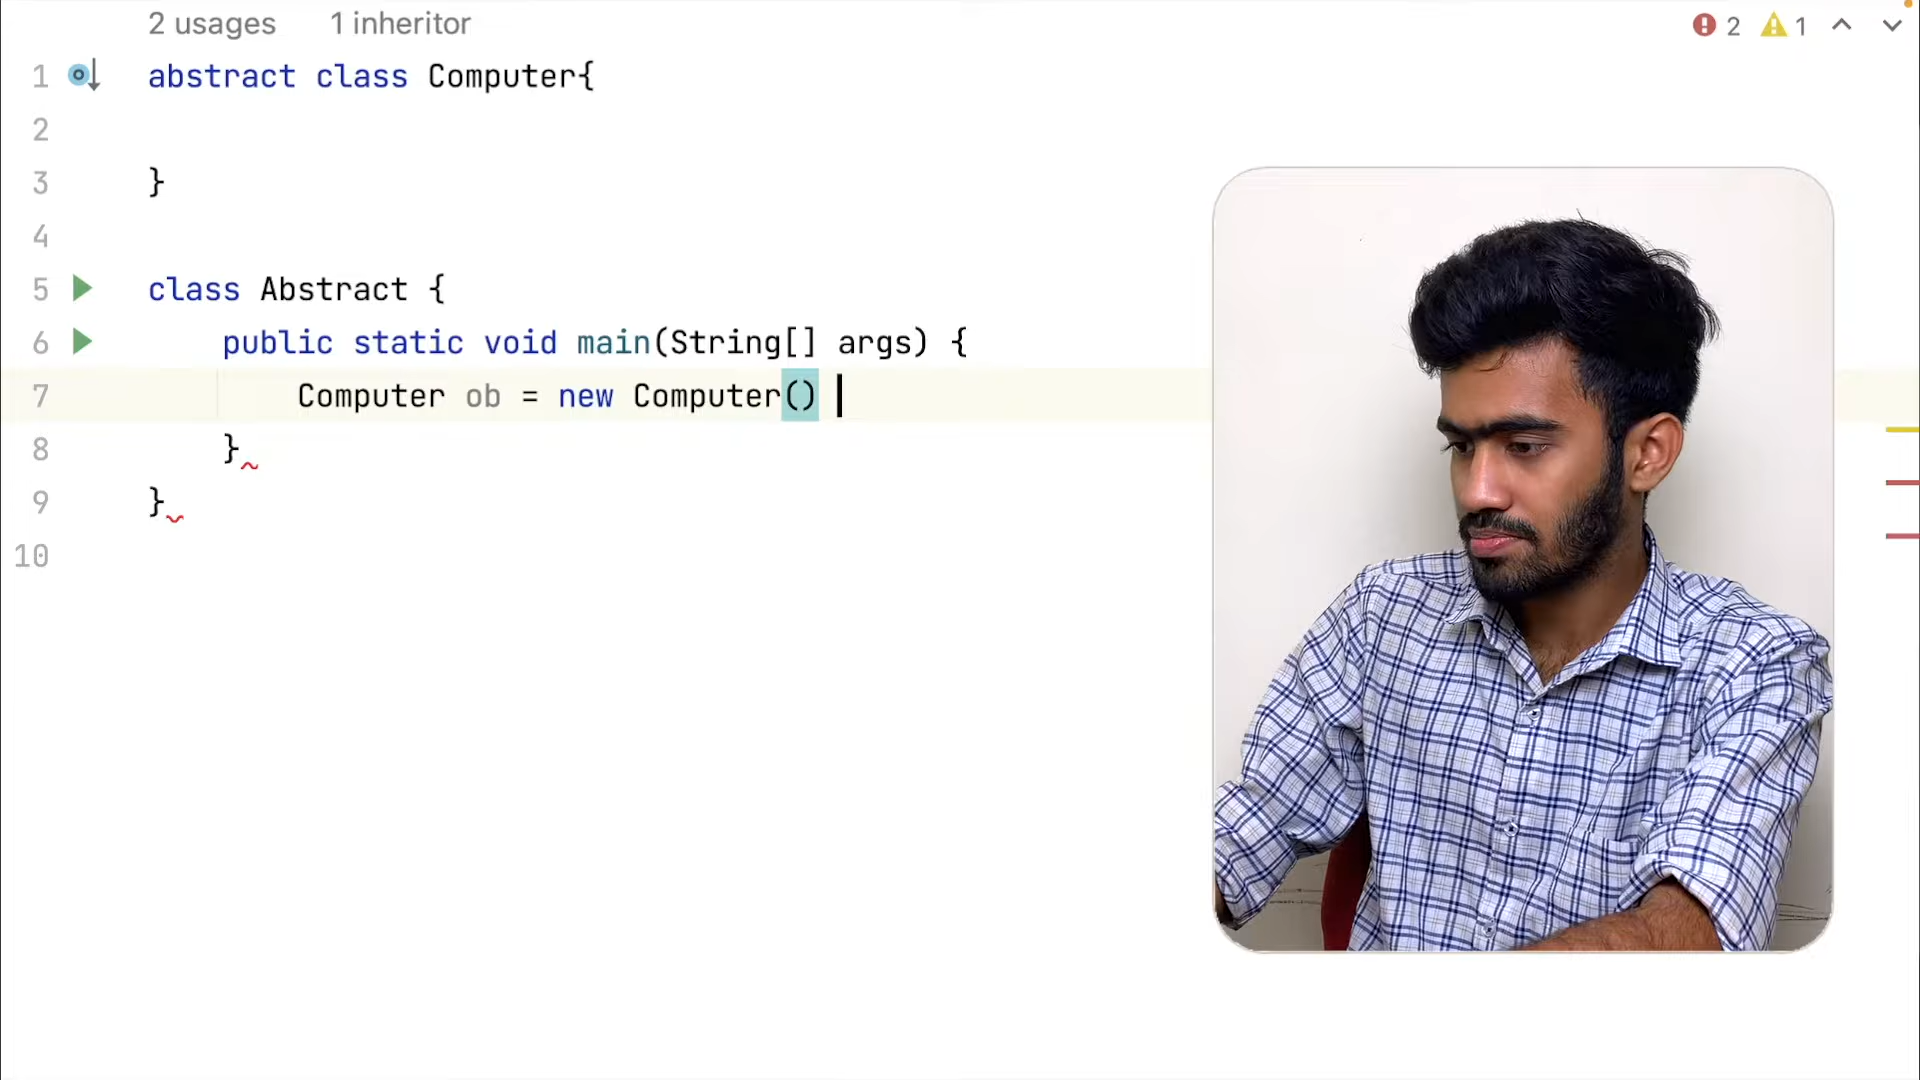 2 usages 1 inheritor
2 1
1 abstract class Computer{
2
3 }
4
5 class Abstract {
6 public static void main(String[] args) {
7 Computer ob = new Computer()
8 }
9 }
10